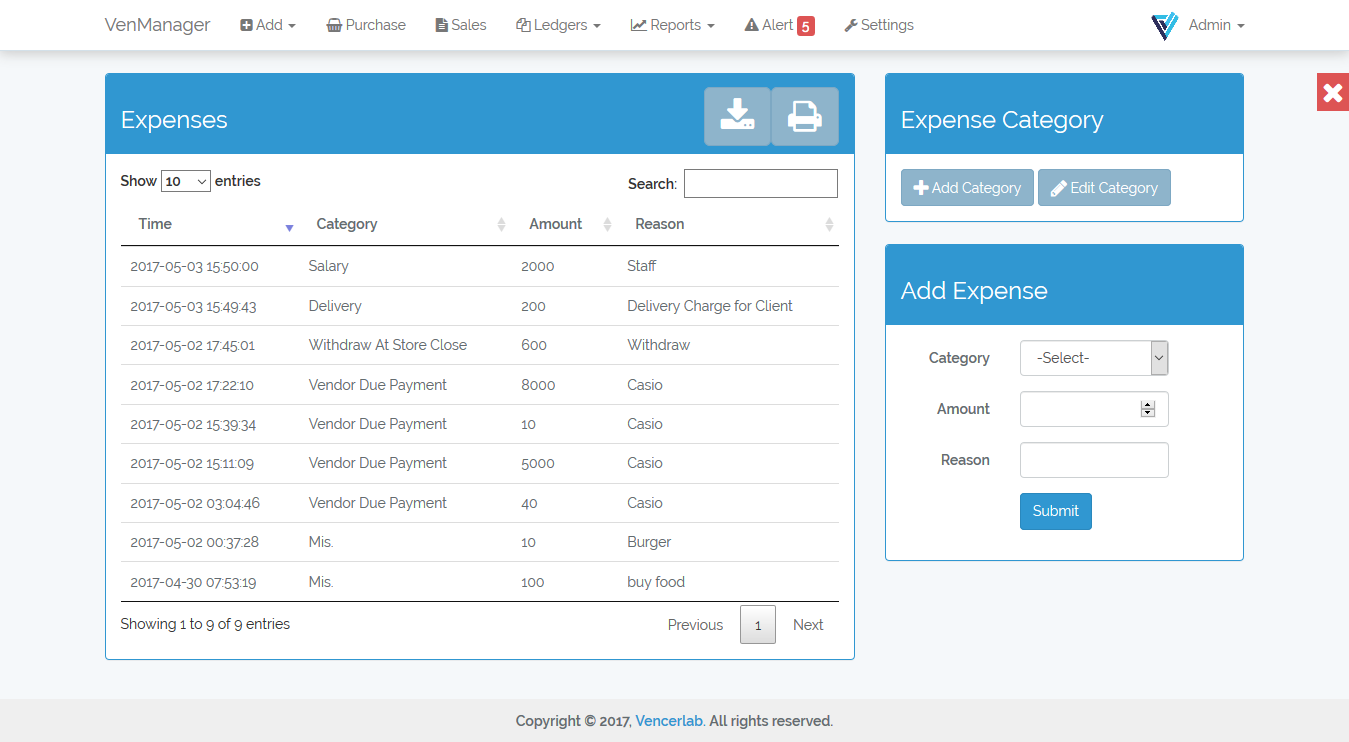 VenManager Add Purchase Sales Ledgers Reports Alert 5 Settings Admin
Expenses
Show 10 entries Search:
Time Category Amount Reason
2017-05-03 15:50:00 Salary 2000 Staff
2017-05-03 15:49:43 Delivery 200 Delivery Charge for Client
2017-05-02 17:45:01 Withdraw At Store Close 600 Withdraw
2017-05-02 17:22:10 Vendor Due Payment 8000 Casio
2017-05-02 15:39:34 Vendor Due Payment 10 Casio
2017-05-02 15:11:09 Vendor Due Payment 5000 Casio
2017-05-02 03:04:46 Vendor Due Payment 40 Casio
2017-05-02 00:37:28 Mis. 10 Burger
2017-04-30 07:53:19 Mis. 100 buy food
Showing 1 to 9 of 9 entries Previous 1 Next
Expense Category
Add Category Edit Category
Add Expense
Category -Select-
Amount
Reason
Submit
Copyright © 2017, Vencerlab. All rights reserved.